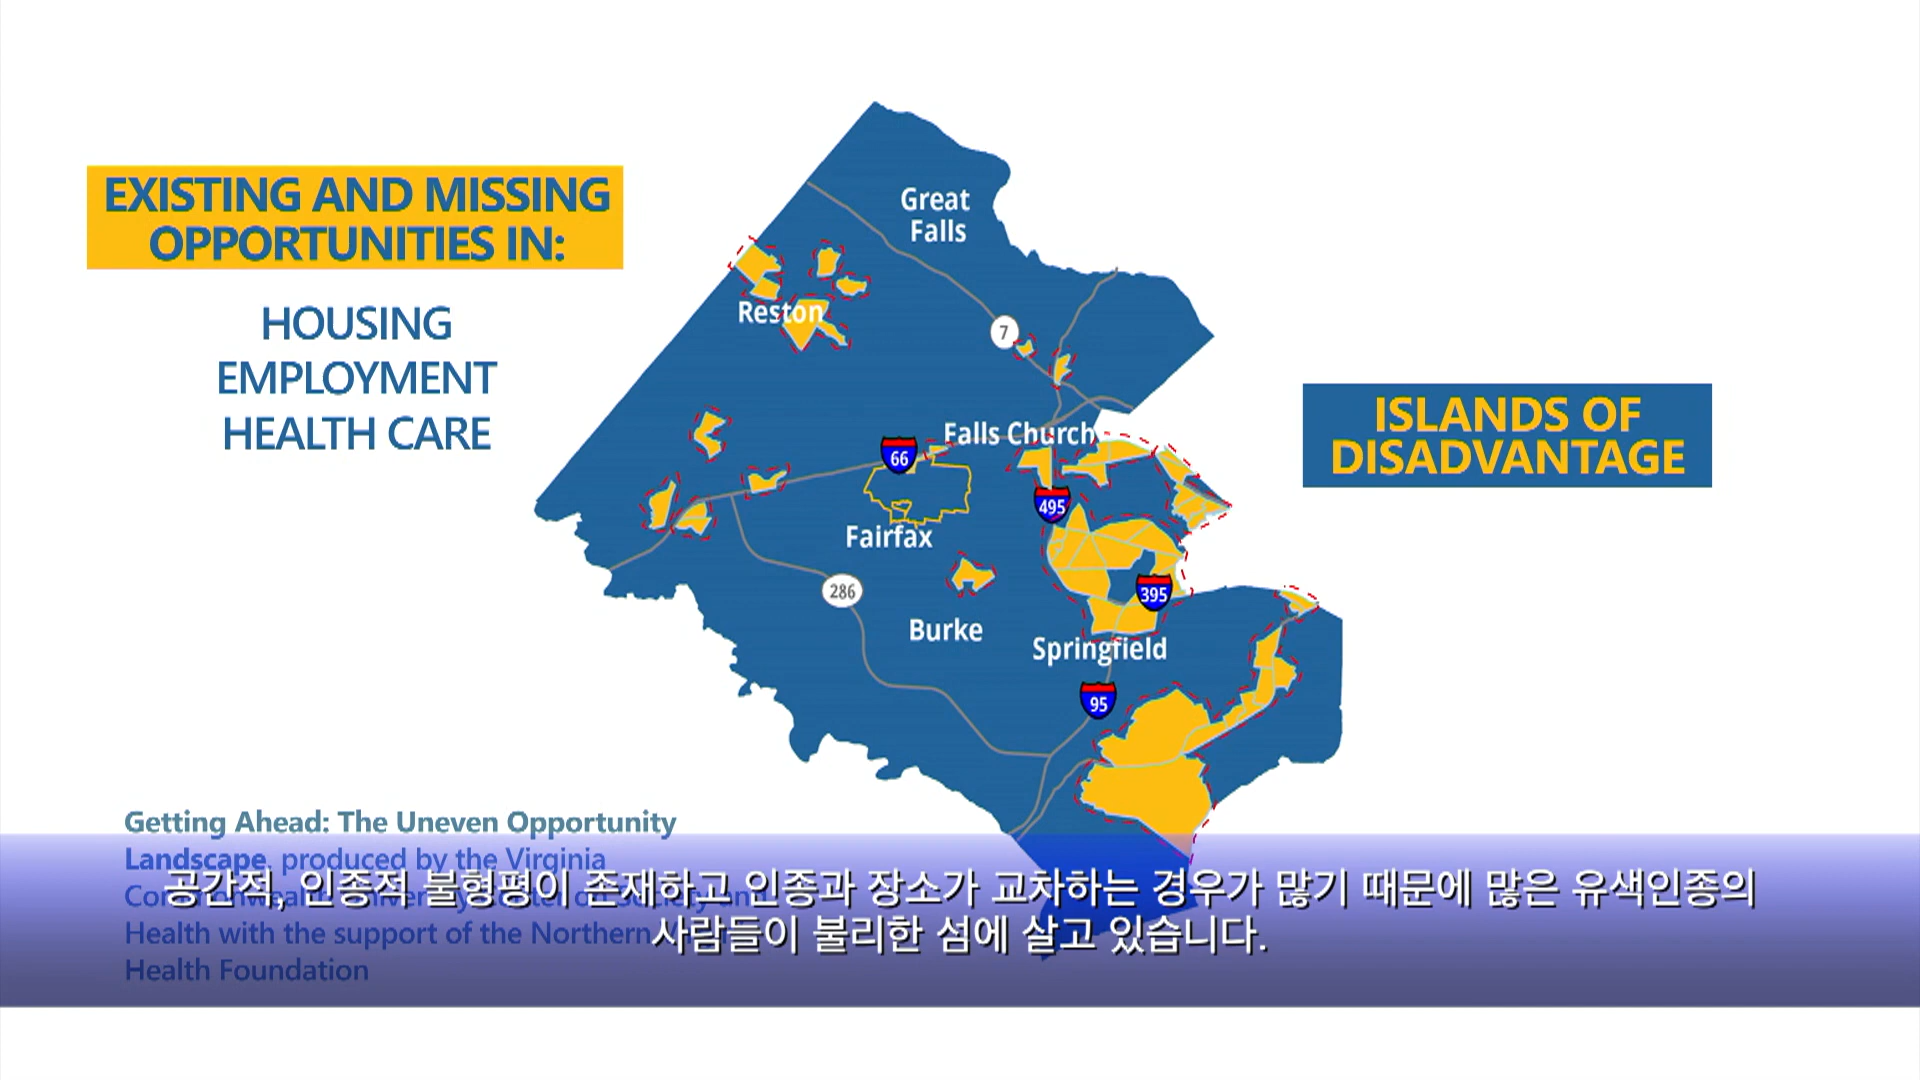 EXISTING AND MISSING
OPPORTUNITIES IN:
HOUSING
EMPLOYMENT
HEALTH CARE
Great
Falls
Reston
7
Falls Church
66
495
Fairfax
286
395
Burke
Springfield
95
ISLANDS OF
DISADVANTAGE
Getting Ahead: The Uneven Opportunity
Landscape, produced by the Virginia
Health with the support of the Northern
Health Foundation
공간적, 인종적 불형평이 존재하고 인종과 장소가 교차하는 경우가 많기 때문에 많은 유색인종의
사람들이 불리한 섬에 살고 있습니다.